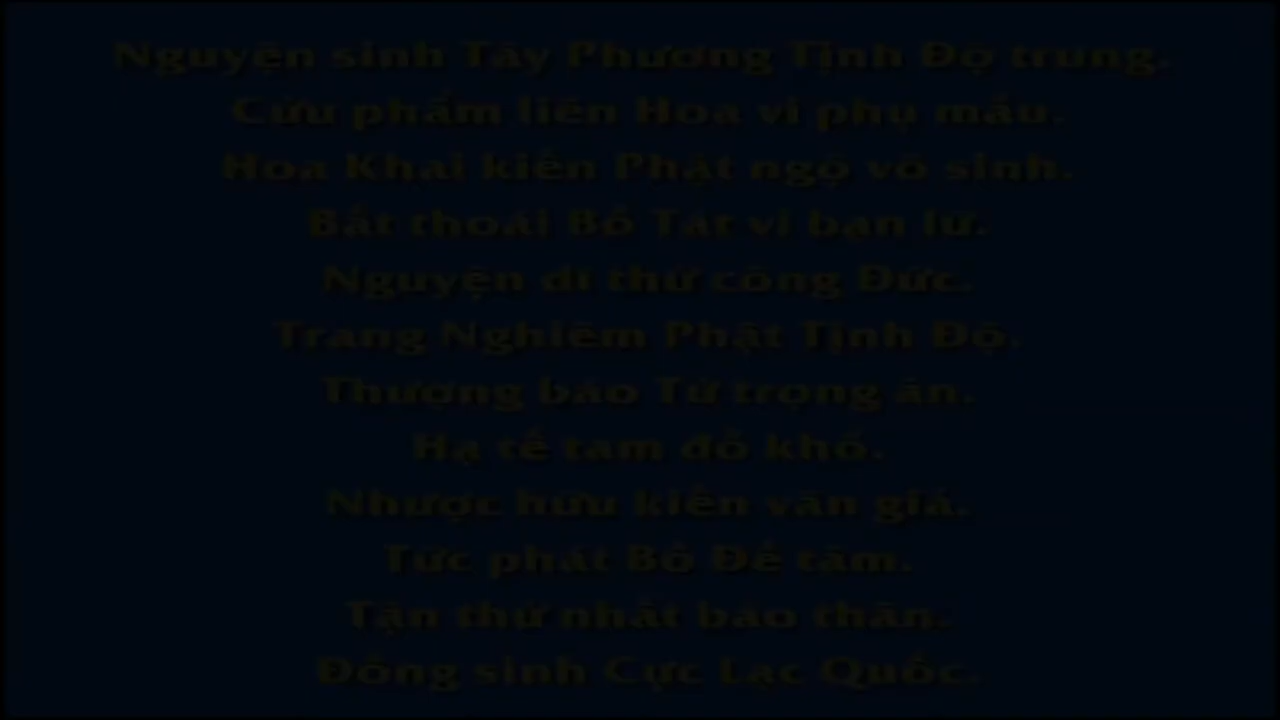 Nguyện sinh Tây Phương Tịnh Độ trung.
Cửu phẩm liên Hoa vi phụ mẫu.
Hoa Khai kiến Phật ngộ vô sinh.
Bất thoái Bồ Tát vi bạn lữ.
Nguyện dĩ thử công Đức.
Trang Nghiêm Phật Tịnh Độ.
Thượng báo Tứ trọng ân.
Hạ tế tam đồ khổ.
Nhược hữu kiến văn giả.
Tức phát Bồ Đề tâm.
Tận thử nhất báo thân.
Đồng sinh Cực Lạc Quốc.